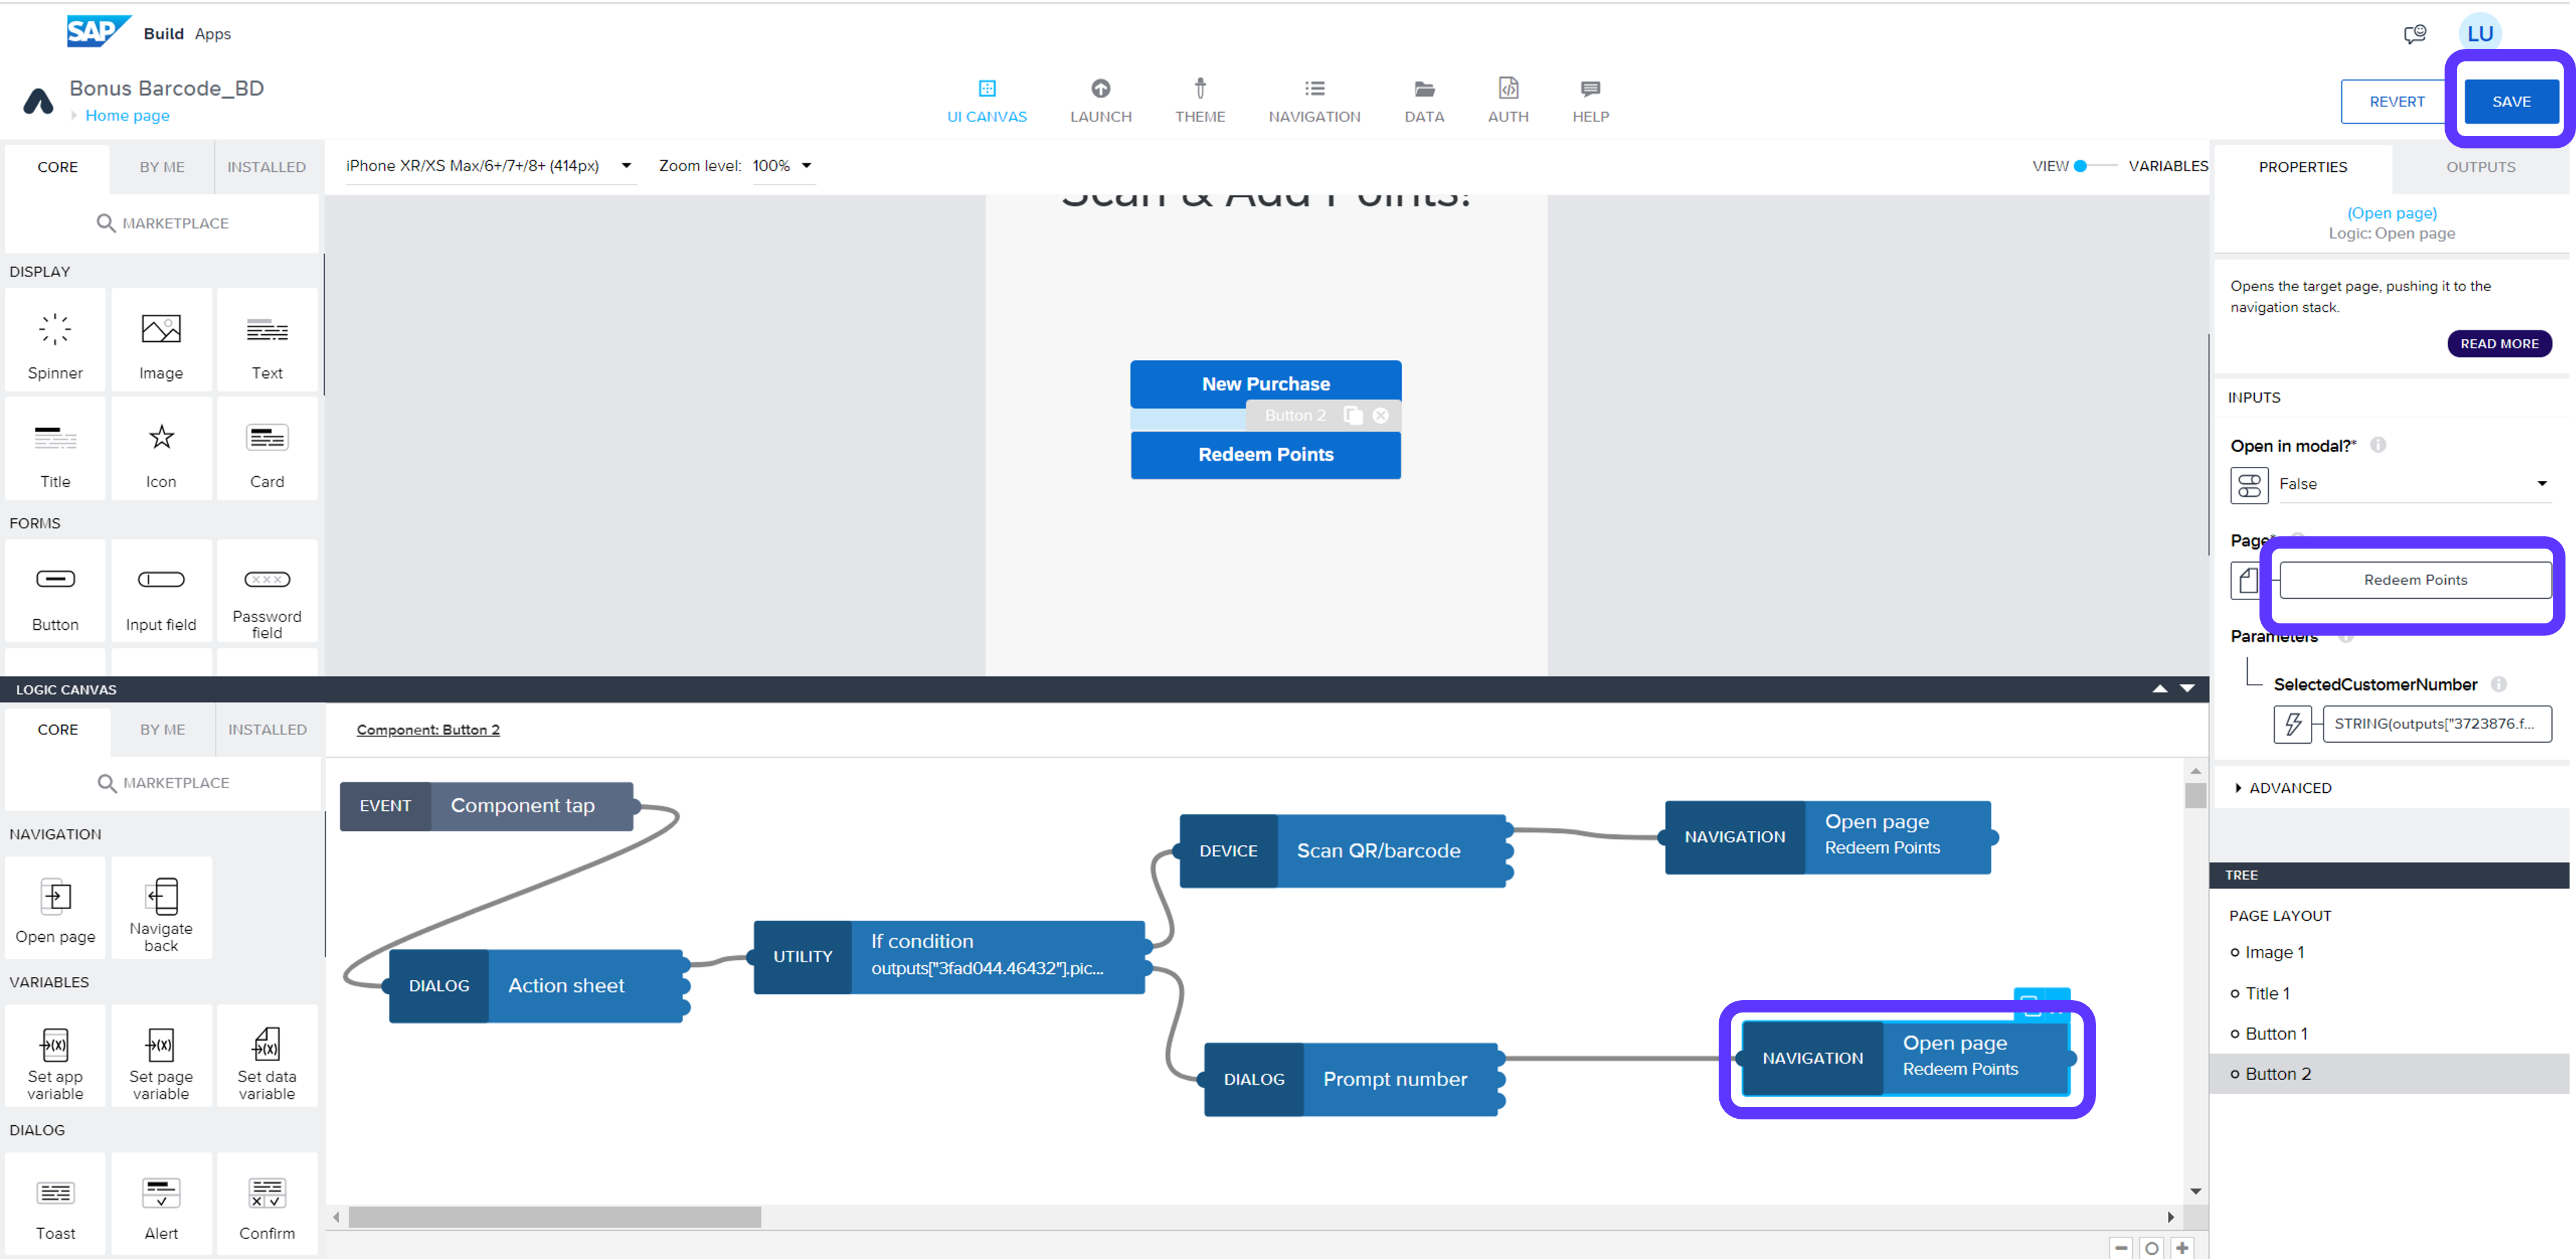 SAP Build Apps
LU
Bonus Barcode_BD
Home page
UI CANVAS
LAUNCH
THEME
NAVIGATION
DATA
AUTH
HELP
REVERT
SAVE
CORE
BY ME
INSTALLED
iPhone XR/XS Max/6+/7+/8+ (414px)
Zoom level: 100%
VIEW
VARIABLES
PROPERTIES
OUTPUTS
MARKETPLACE
DISPLAY
Spinner
Image
Text
Title
Icon
Card
FORMS
Button
Input field
Password
field
Scan & Add Points!
New Purchase
Button 2
Redeem Points
(Open page)
Logic: Open page
Opens the target page, pushing it to the
navigation stack.
READ MORE
INPUTS
Open in modal?*
False
Page*
Redeem Points
Parameters
SelectedCustomerNumber
STRING(outputs["3723876.f...
ADVANCED
LOGIC CANVAS
CORE
BY ME
INSTALLED
Component: Button 2
MARKETPLACE
NAVIGATION
Open page
Navigate
back
VARIABLES
Set app
variable
Set page
variable
Set data
variable
DIALOG
Toast
Alert
Confirm
EVENT
Component tap
DIALOG
Action sheet
UTILITY
If condition
outputs["3fad044.46432"].pic...
DEVICE
Scan QR/barcode
NAVIGATION
Open page
Redeem Points
DIALOG
Prompt number
NAVIGATION
Open page
Redeem Points
TREE
PAGE LAYOUT
Image 1
Title 1
Button 1
Button 2